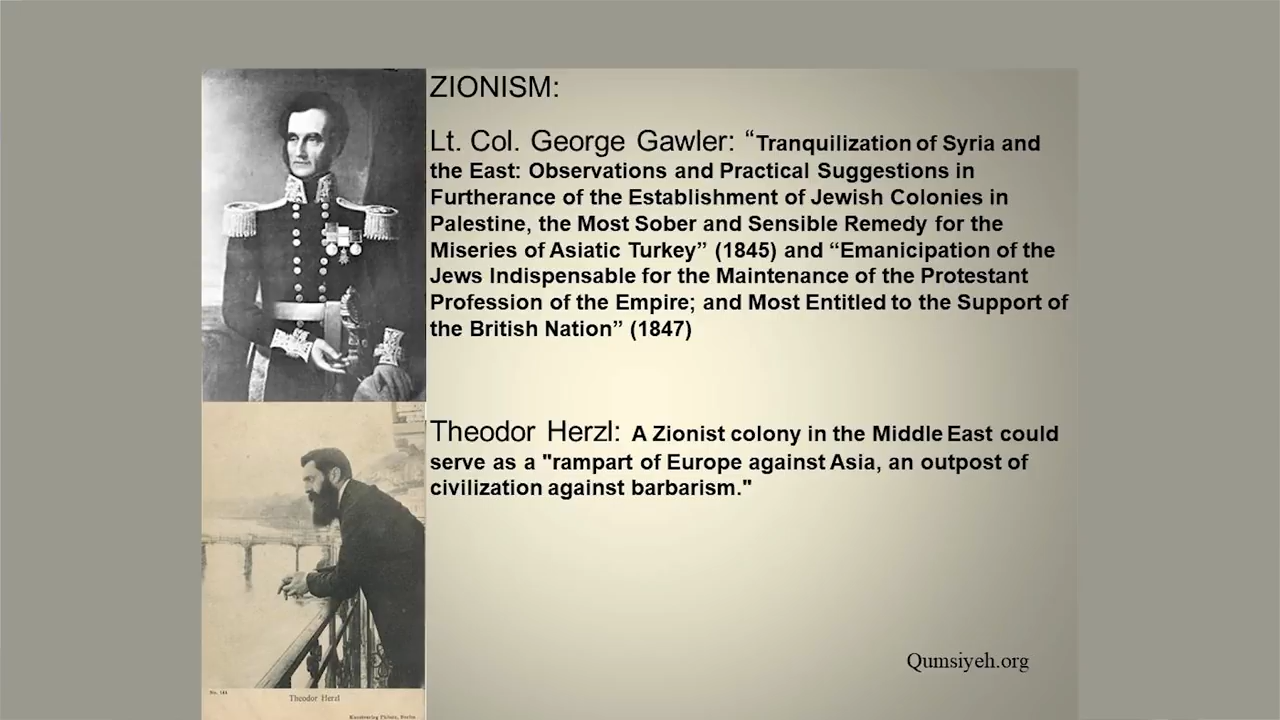 ZIONISM:
Lt. Col. George Gawler: “Tranquilization of Syria and
the East: Observations and Practical Suggestions in
Furtherance of the Establishment of Jewish Colonies in
Palestine, the Most Sober and Sensible Remedy for the
Miseries of Asiatic Turkey” (1845) and “Emanicipation of the
Jews Indispensable for the Maintenance of the Protestant
Profession of the Empire; and Most Entitled to the Support of
the British Nation” (1847)
Theodor Herzl: A Zionist colony in the Middle East could
serve as a "rampart of Europe against Asia, an outpost of
civilization against barbarism."
Qumsiyeh.org
Theodor Herzl